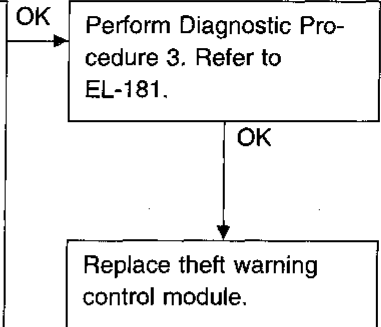 OK
Perform Diagnostic Pro-
cedure 3. Refer to
EL-181.
OK
Replace theft warning
control module.